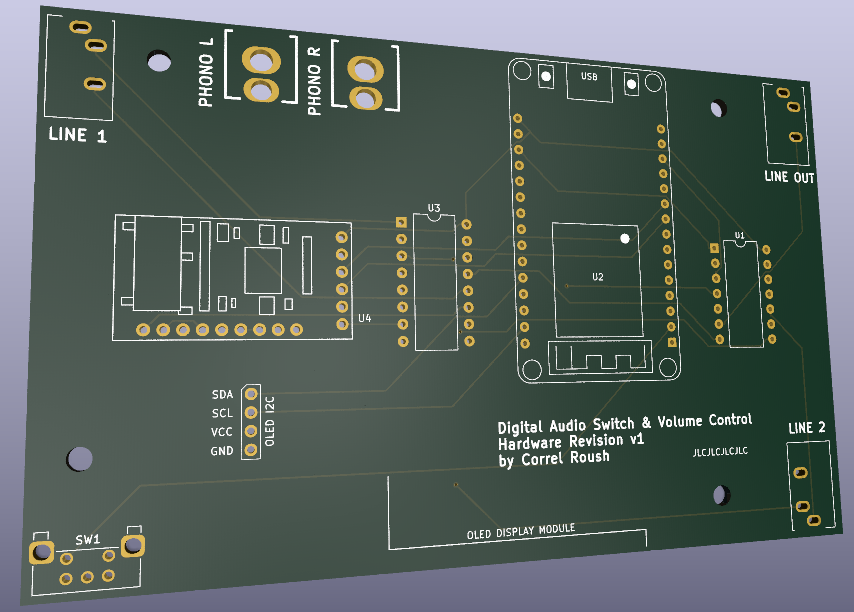 PHONO L
PHONO R
USB
LINE 1
LINE OUT
U3
U1
U2
U4
SDA
SCL
VCC
GND
OLED I2C
Digital Audio Switch & Volume Control
Hardware Revision v1
by Correl Roush
LINE 2
JLCJLCJLCJLC
OLED DISPLAY MODULE
SW1